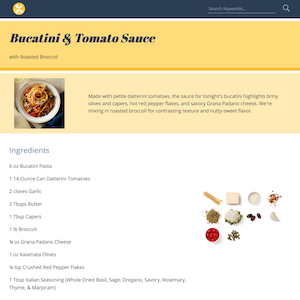 Search Keywords...
Bucatini & Tomato Sauce
with Roasted Broccoli
Made with petite datterini tomatoes, the sauce for tonight's bucatini highlights briny
olives and capers, hot red pepper flakes, and savory Grana Padano cheese. We're
mixing in roasted broccoli for contrasting texture and nutty-sweet flavor.
Ingredients
6 oz Bucatini Pasta
1 14-Ounce Can Datterini Tomatoes
2 cloves Garlic
2 Tbsps Butter
1 Tbsp Capers
1 lb Broccoli
¾ oz Grana Padano Cheese
1 oz Kalamata Olives
¼ tsp Crushed Red Pepper Flakes
1 Tbsp Italian Seasoning (Whole Dried Basil, Sage, Oregano, Savory, Rosemary,
Thyme, & Marjoram)